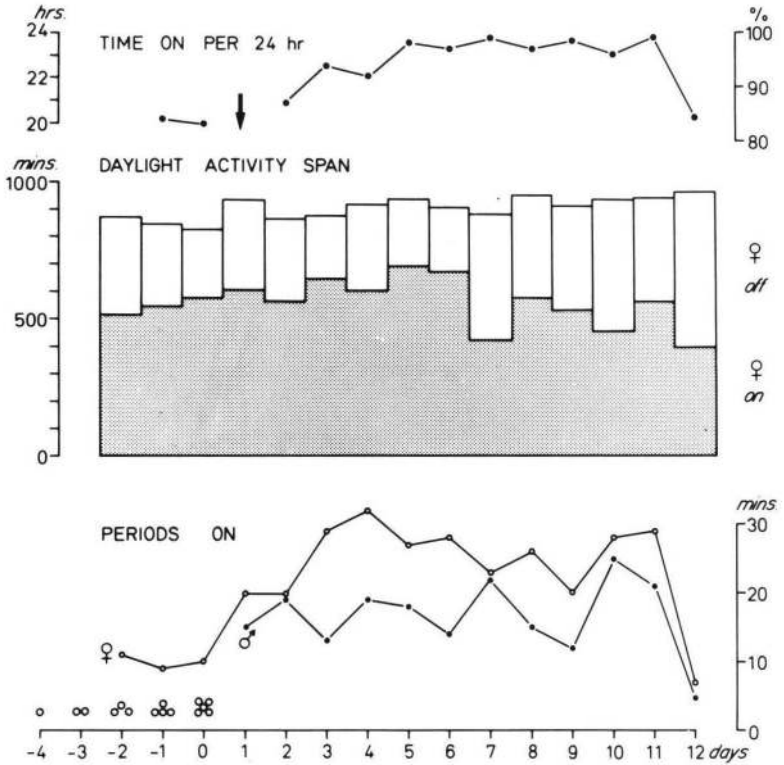 hrs.
24
22
20
TIME ON PER 24 hr
%
100
90
80
mins.
DAYLIGHT ACTIVITY SPAN
1000
500
0
♀
off
♀
on
PERIODS ON
mins.
30
20
10
0
♀
♂
-4 -3 -2 -1 0 1 2 3 4 5 6 7 8 9 10 11 12 days